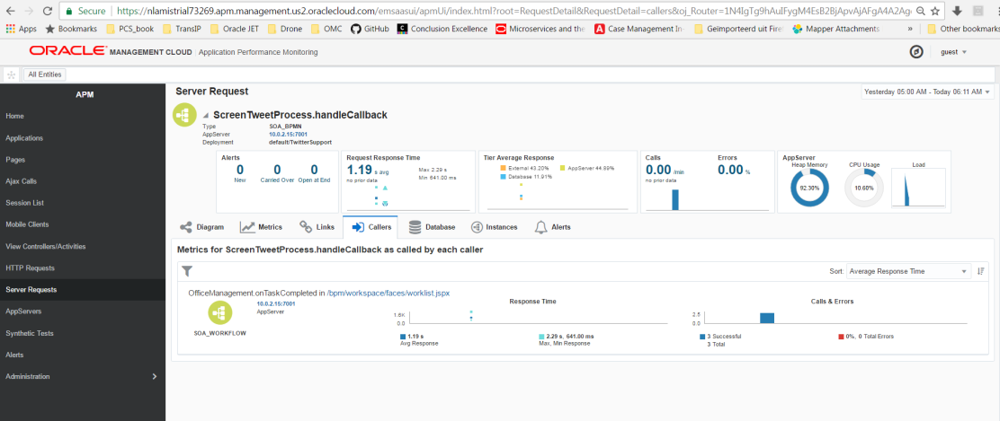 Secure | https://nlamistrial73269.apm.management.us2.oraclecloud.com/emsaasui/apmUi/index.html?root=RequestDetail&RequestDetail=callers&oj_Router=1N4IgTg9hAuIFygM4EsB2BjApvAjAFgA4A2Ag
Apps Bookmarks PCS_book TransIP Oracle JET Drone OMC GitHub Conclusion Excellence Microservices and the Case Management In- Geïmporteerd uit Fire Mapper Attachments » Other bookmarks
ORACLE MANAGEMENT CLOUD | Application Performance Monitoring guest
All Entities
APM
Home
Applications
Pages
Ajax Calls
Session List
Mobile Clients
View Controllers/Activities
HTTP Requests
Server Requests
AppServers
Synthetic Tests
Alerts
Administration
Server Request
Yesterday 05:00 AM - Today 06:11 AM
ScreenTweetProcess.handleCallback
Type SOA_BPMN
AppServer 10.0.2.15:7001
Deployment default/TwitterSupport
Alerts
0 0 0
New Carried Over Open at End
Request Response Time
1.19 s avg
no prior data
Max 2.29 s
Min 641.00 ms
Tier Average Response
External 43.20% AppServer 44.89%
Database 11.91%
Calls Errors
0.00 /min 0.00 %
no prior data
AppServer
Heap Memory CPU Usage Load
92.30% 10.60%
Diagram Metrics Links Callers Database Instances Alerts
Metrics for ScreenTweetProcess.handleCallback as called by each caller
Sort: Average Response Time
OfficeManagement.onTaskCompleted in /bpm/workspace/faces/worklist.jspx
10.0.2.15:7001
AppServer
SOA_WORKFLOW
Response Time
1.6K
0.0
1.19 s
Avg Response
2.29 s, 641.00 ms
Max, Min Response
Calls & Errors
2.5
0.0
3 Successful
3 Total
0%, 0 Total Errors